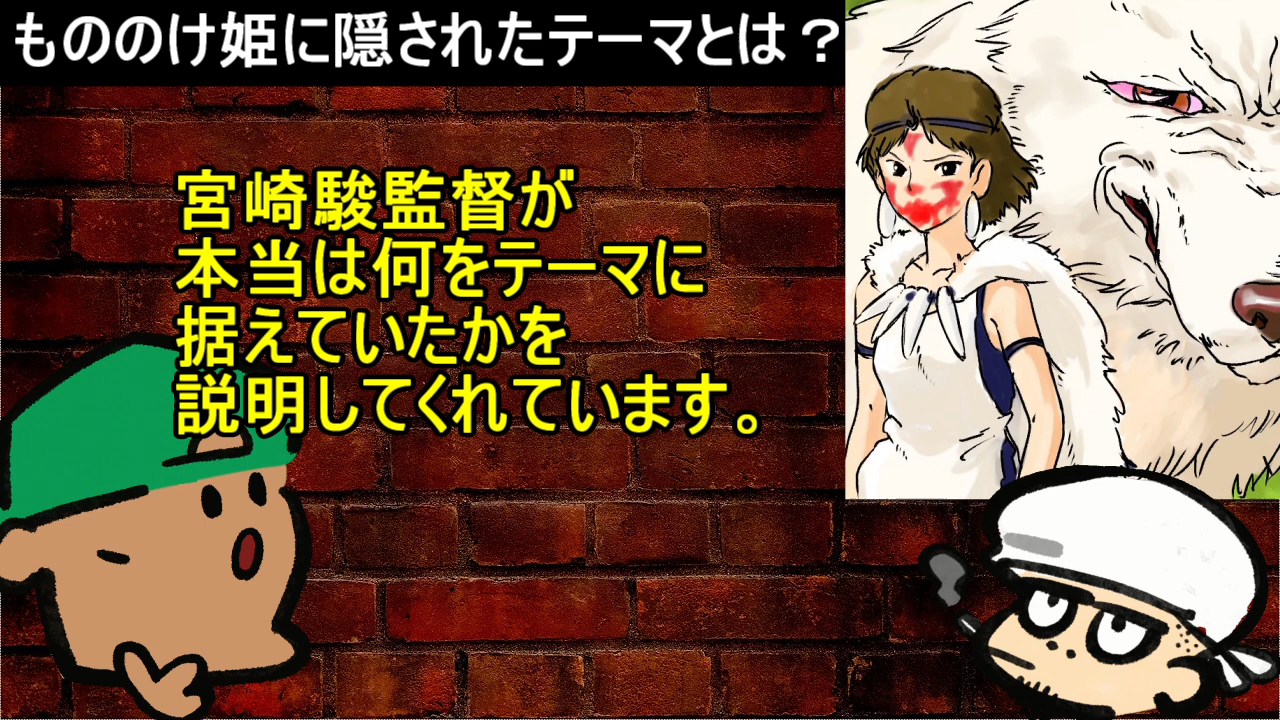 もののけ姫に隠されたテーマとは？
宮崎駿監督が
本当は何をテーマに
据えていたかを
説明してくれています。